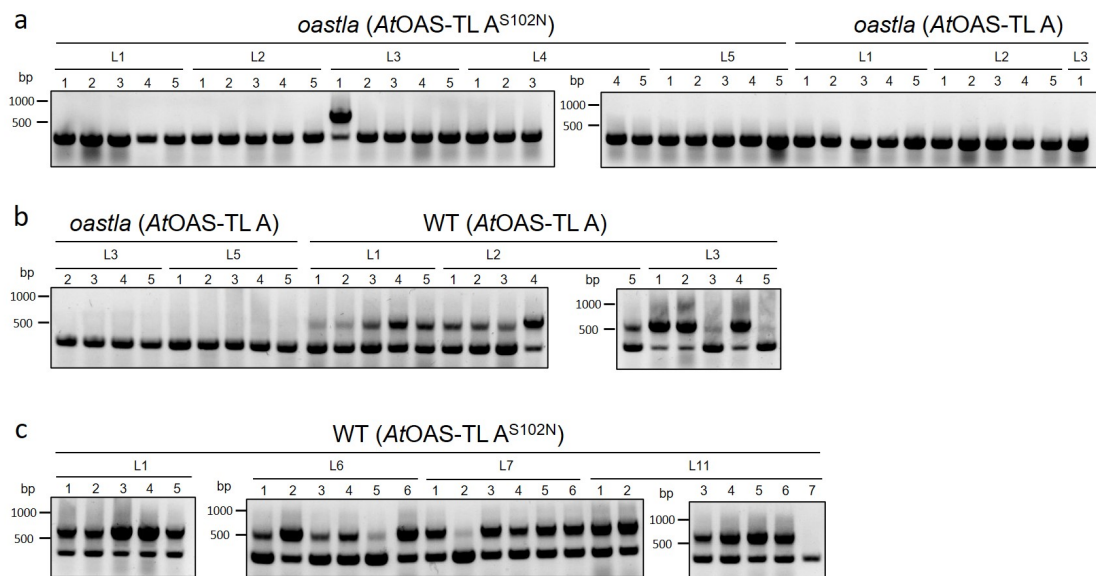 a
oastla (AtOAS-TL A^S102N) oastla (AtOAS-TL A)
L1 L2 L3 L4 L5 L1 L2 L3
bp 1 2 3 4 5 1 2 3 4 5 1 2 3 4 5 1 2 3 bp 4 5 1 2 3 4 5 1 2 3 4 5 1 2 3 4 5 1
1000 1000
500 500
b
oastla (AtOAS-TL A) WT (AtOAS-TL A)
L3 L5 L1 L2 L3
bp 2 3 4 5 1 2 3 4 5 1 2 3 4 5 1 2 3 4 bp 5 1 2 3 4 5
1000 1000
500 500
c
WT (AtOAS-TL A^S102N)
L1 L6 L7 L11
bp 1 2 3 4 5 bp 1 2 3 4 5 6 1 2 3 4 5 6 1 2 bp 3 4 5 6 7
1000 1000 1000
500 500 500